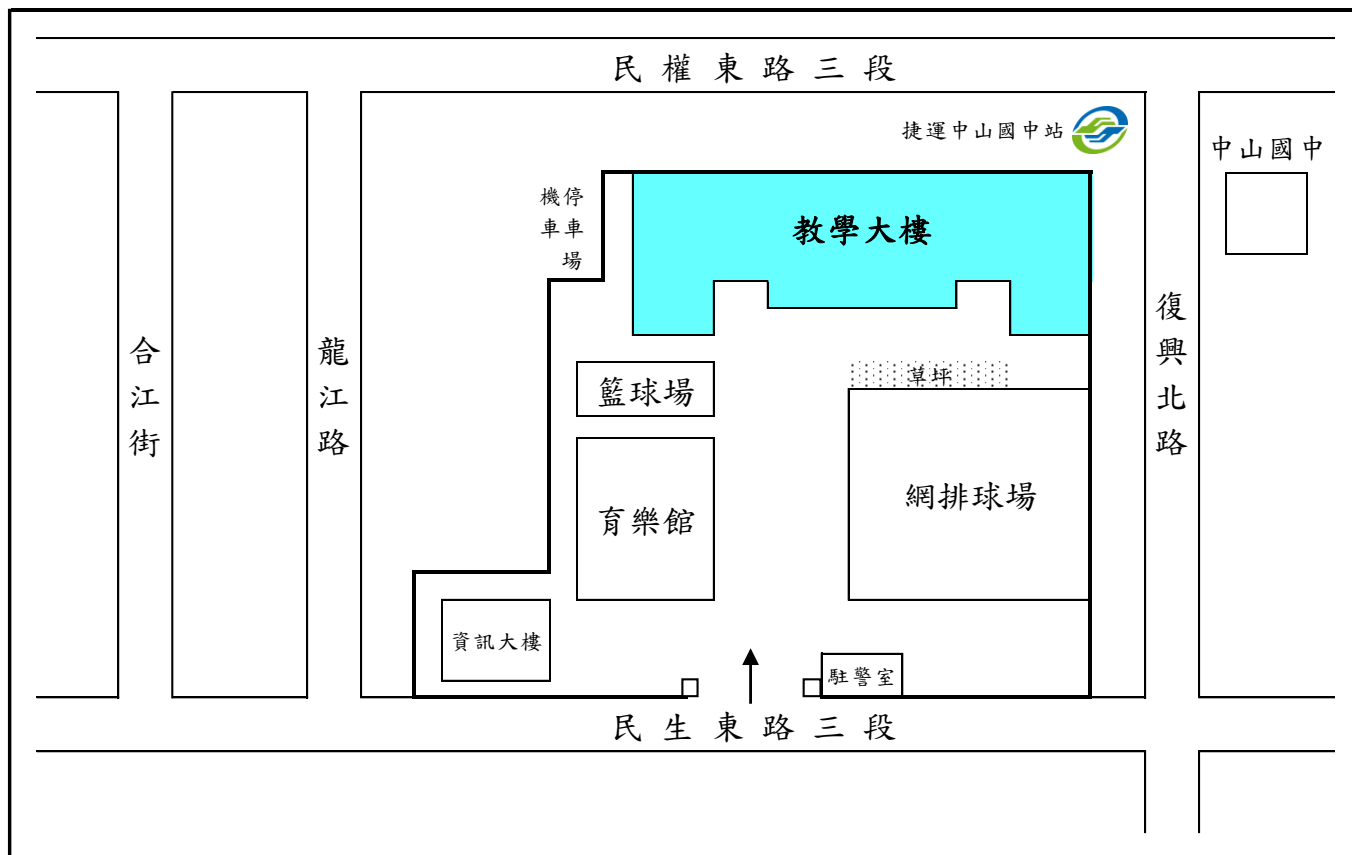 民權東路三段
捷運中山國中站
中山國中
機車
停車場
教學大樓
復興北路
合江街
龍江路
籃球場
草坪
育樂館
網排球場
資訊大樓
駐警室
民生東路三段